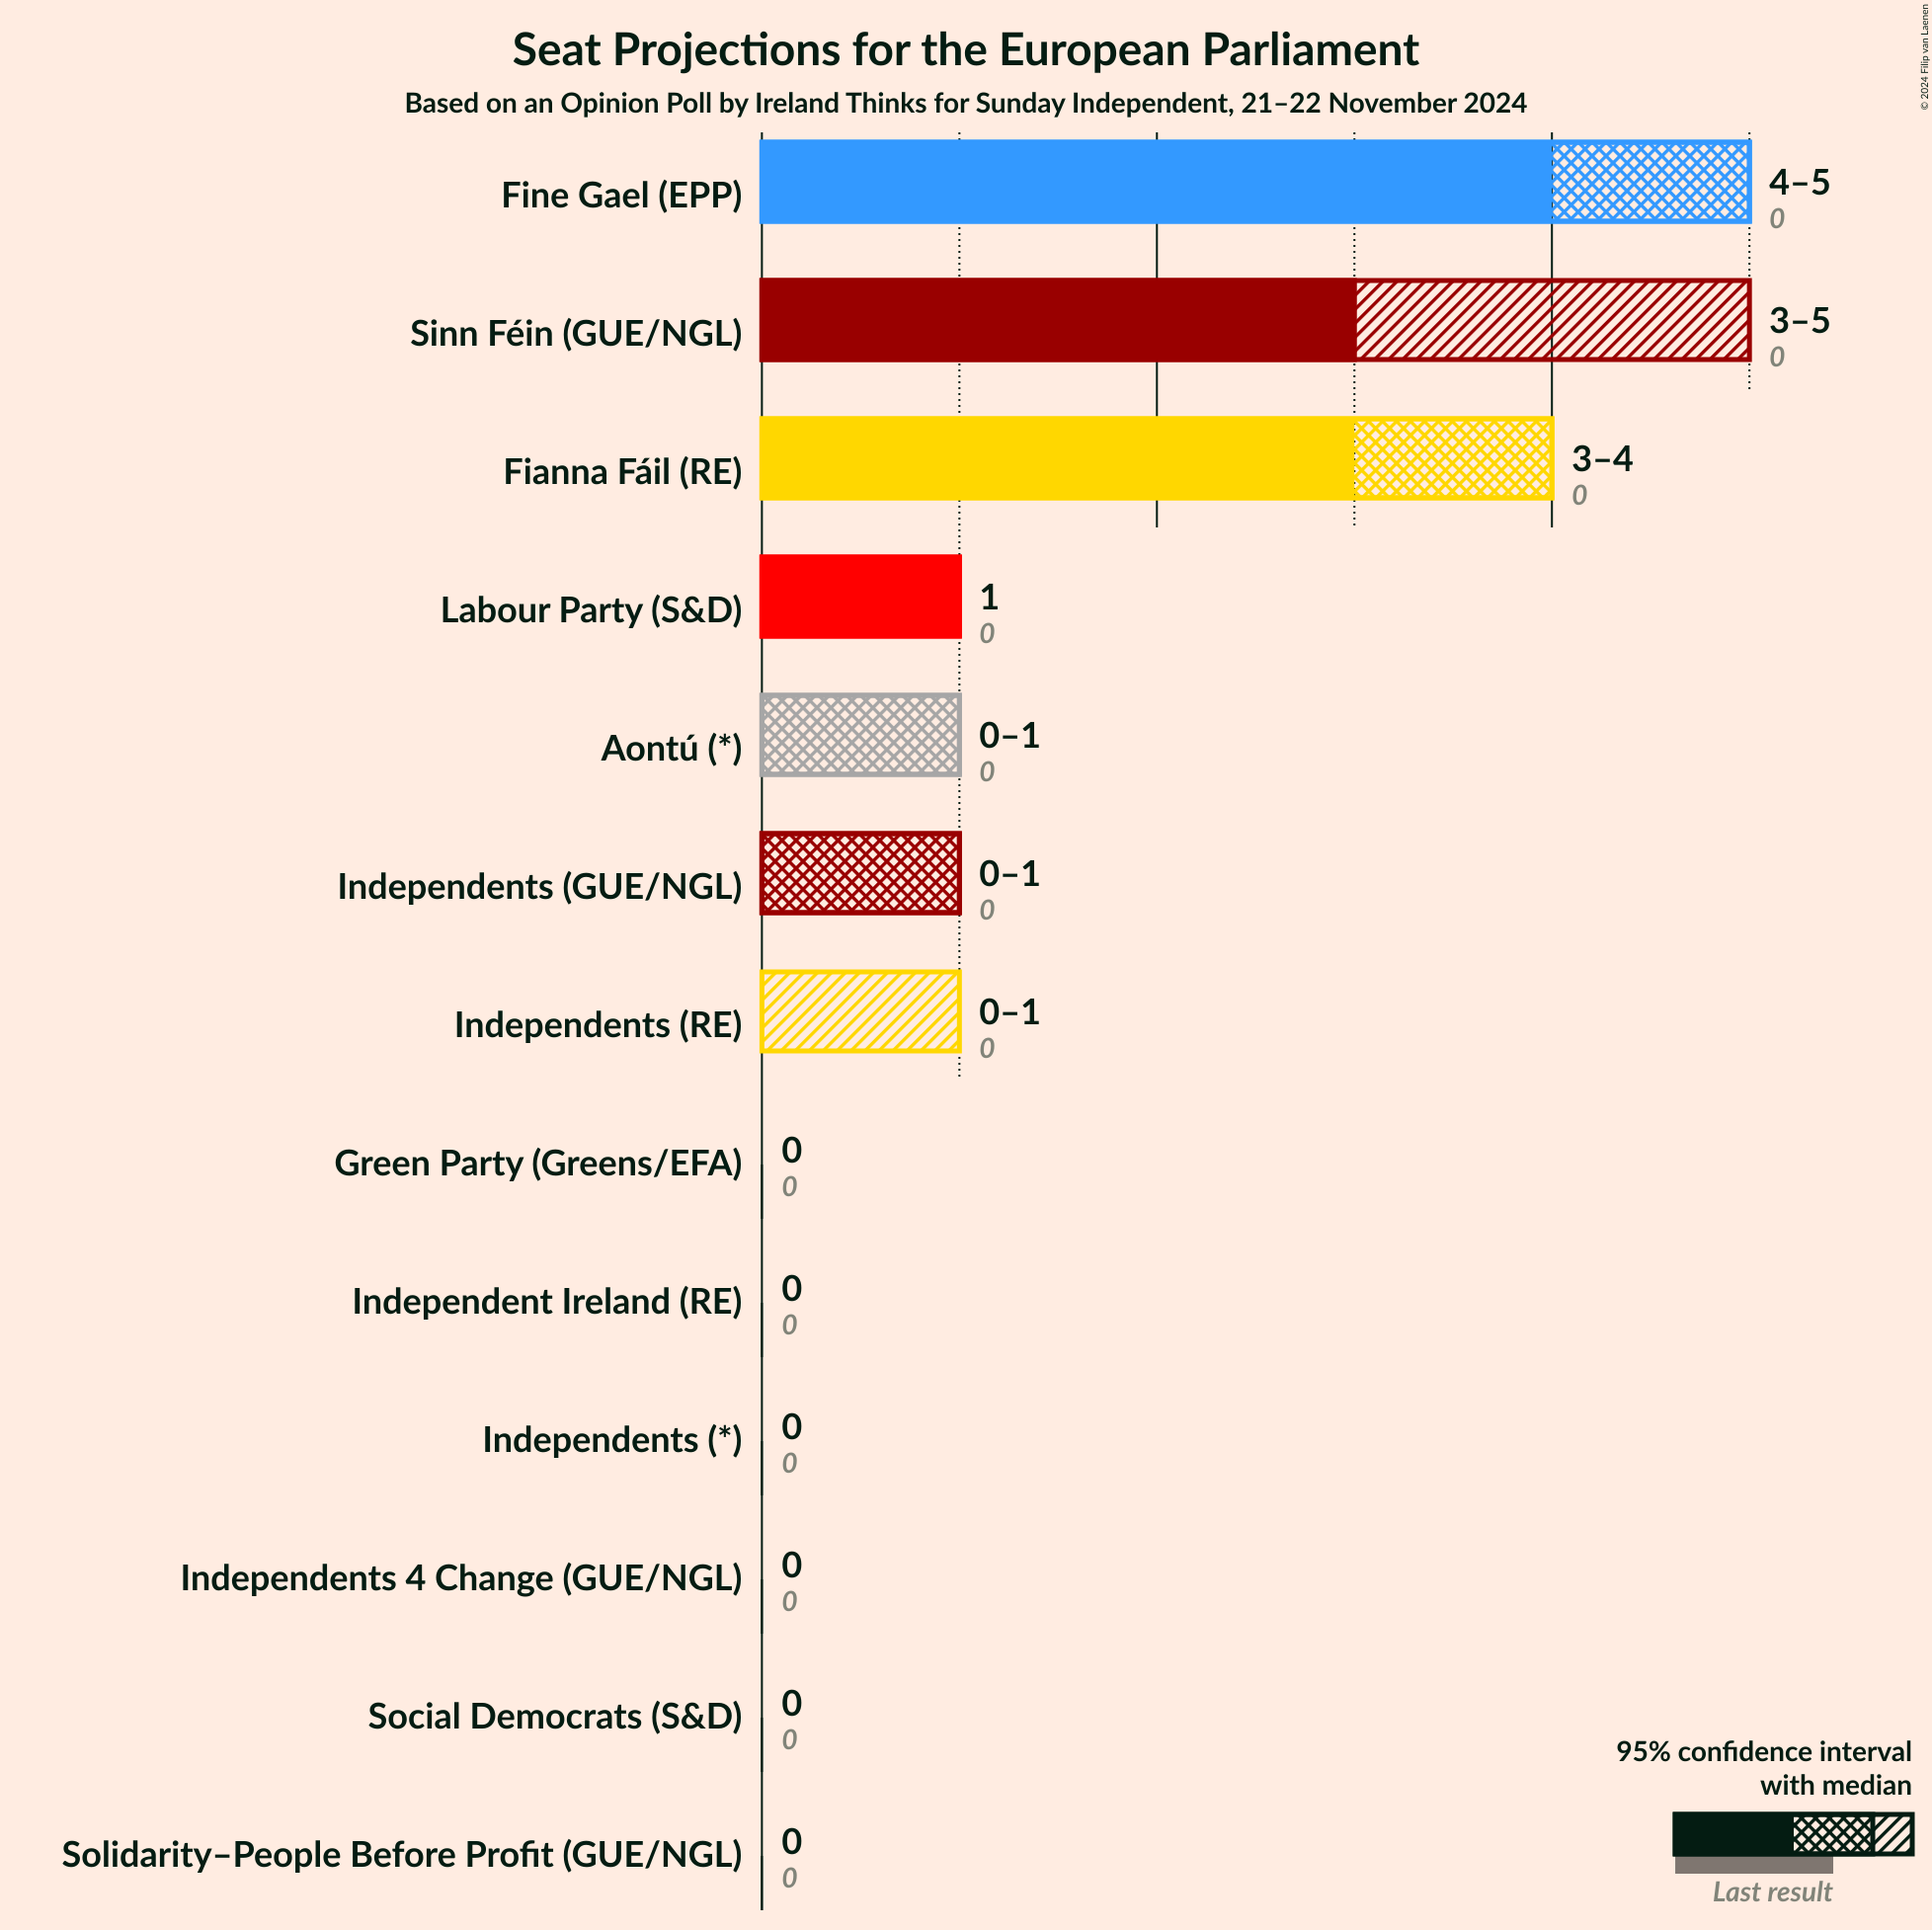 Seat Projections for the European Parliament
Based on an Opinion Poll by Ireland Thinks for Sunday Independent, 21–22 November 2024
© 2024 Filip van Laenen
Fine Gael (EPP)
4–5
0
Sinn Féin (GUE/NGL)
3–5
0
Fianna Fáil (RE)
3–4
0
Labour Party (S&D)
1
0
Aontú (*)
0–1
0
Independents (GUE/NGL)
0–1
0
Independents (RE)
0–1
0
Green Party (Greens/EFA)
0
0
Independent Ireland (RE)
0
0
Independents (*)
0
0
Independents 4 Change (GUE/NGL)
0
0
Social Democrats (S&D)
0
0
Solidarity–People Before Profit (GUE/NGL)
0
0
95% confidence interval
with median
Last result